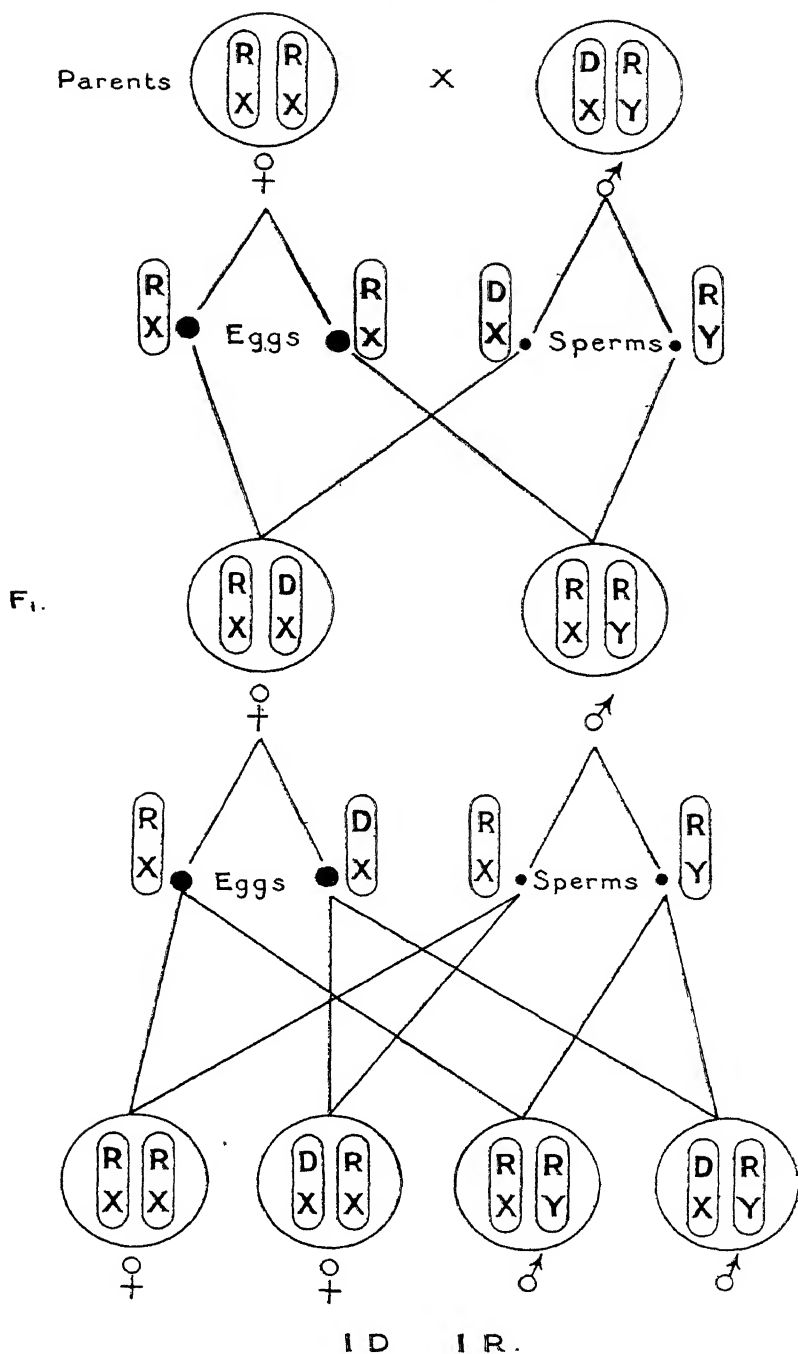 R R D R
Parents X X X X Y
♀ ♂
R R D R
X Eggs X X Sperms Y
R D R R
F₁. X X X Y
♀ ♂
R D R R
X Eggs X X Sperms Y
R R D R R R D R
X X X X X Y X Y
♀ ♀ ♂ ♂
1 D 1 R.